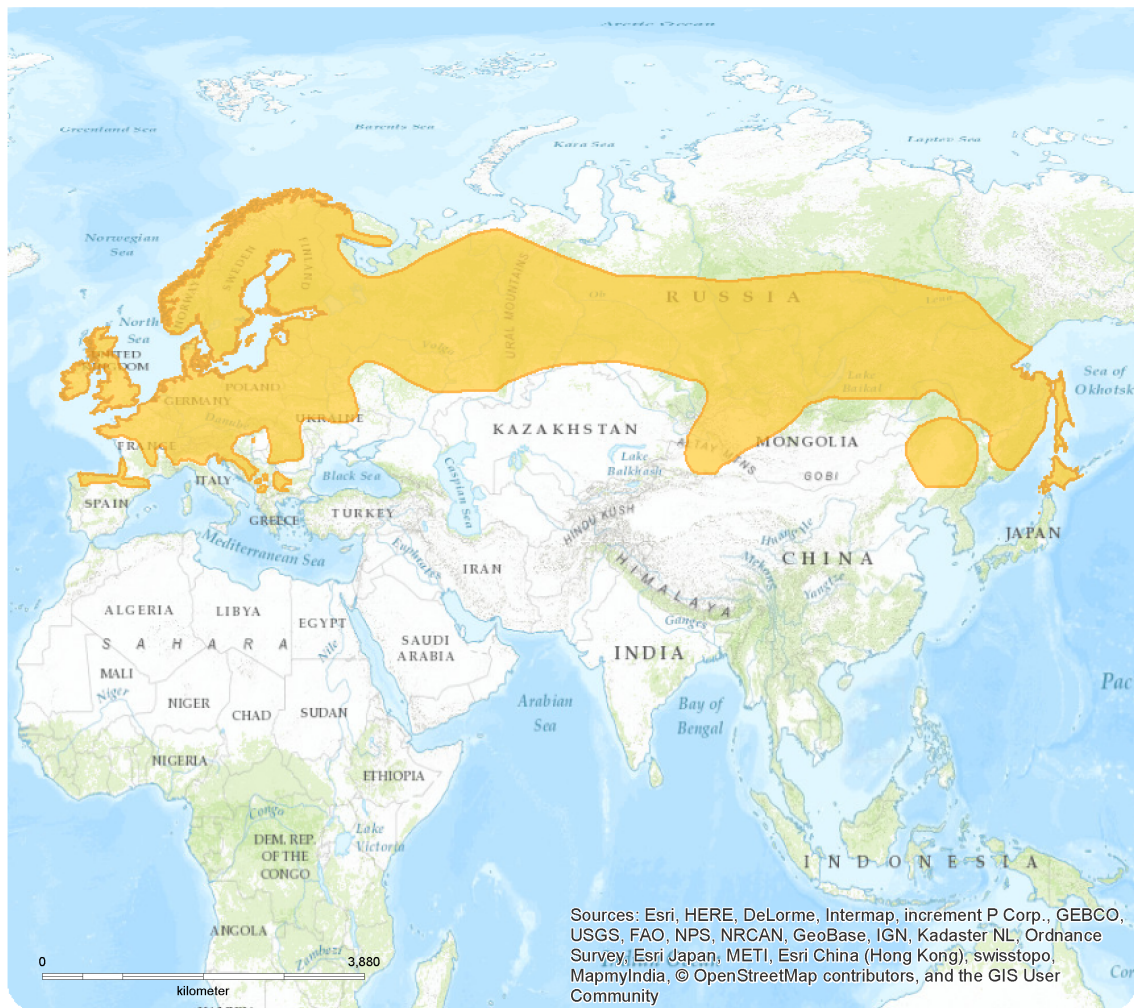 Arctic Ocean
Greenland Sea
Barents Sea
Kara Sea
Laptev Sea
Norwegian
Sea
NORWAY
SWEDEN
FINLAND
URAL MOUNTAINS
Ob
RUSSIA
Lena
North
Sea
UNITED
KINGDOM
Volga
Lake
Baikal
Sea of
Okhotsk
POLAND
GERMANY
Danube
UKRAINE
FRANCE
KAZAKHSTAN
ALTAY MTNS
MONGOLIA
Lake
Balkhash
GOBI
ITALY
Black Sea
Caspian Sea
SPAIN
GREECE
TURKEY
HINDU KUSH
JAPAN
Mediterranean Sea
Euphrates
IRAN
Huang He
CHINA
Mekong
Yangtze
HIMALAYA
Ganges
ALGERIA
LIBYA
EGYPT
SAHARA
Nile
SAUDI
ARABIA
INDIA
MALI
Niger
NIGER
CHAD
SUDAN
Arabian
Sea
Bay of
Bengal
Pac
NIGERIA
ETHIOPIA
Congo
Lake
Victoria
DEM. REP.
OF THE
CONGO
INDONESIA
ANGOLA
Zambezi
Indian Ocean
Cor
0 3,880
kilometer
Sources: Esri, HERE, DeLorme, Intermap, increment P Corp., GEBCO,
USGS, FAO, NPS, NRCAN, GeoBase, IGN, Kadaster NL, Ordnance
Survey, Esri Japan, METI, Esri China (Hong Kong), swisstopo,
MapmyIndia, © OpenStreetMap contributors, and the GIS User
Community